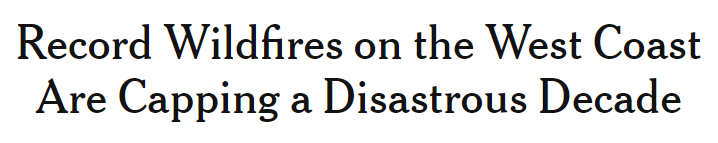 Record Wildfires on the West Coast
Are Capping a Disastrous Decade